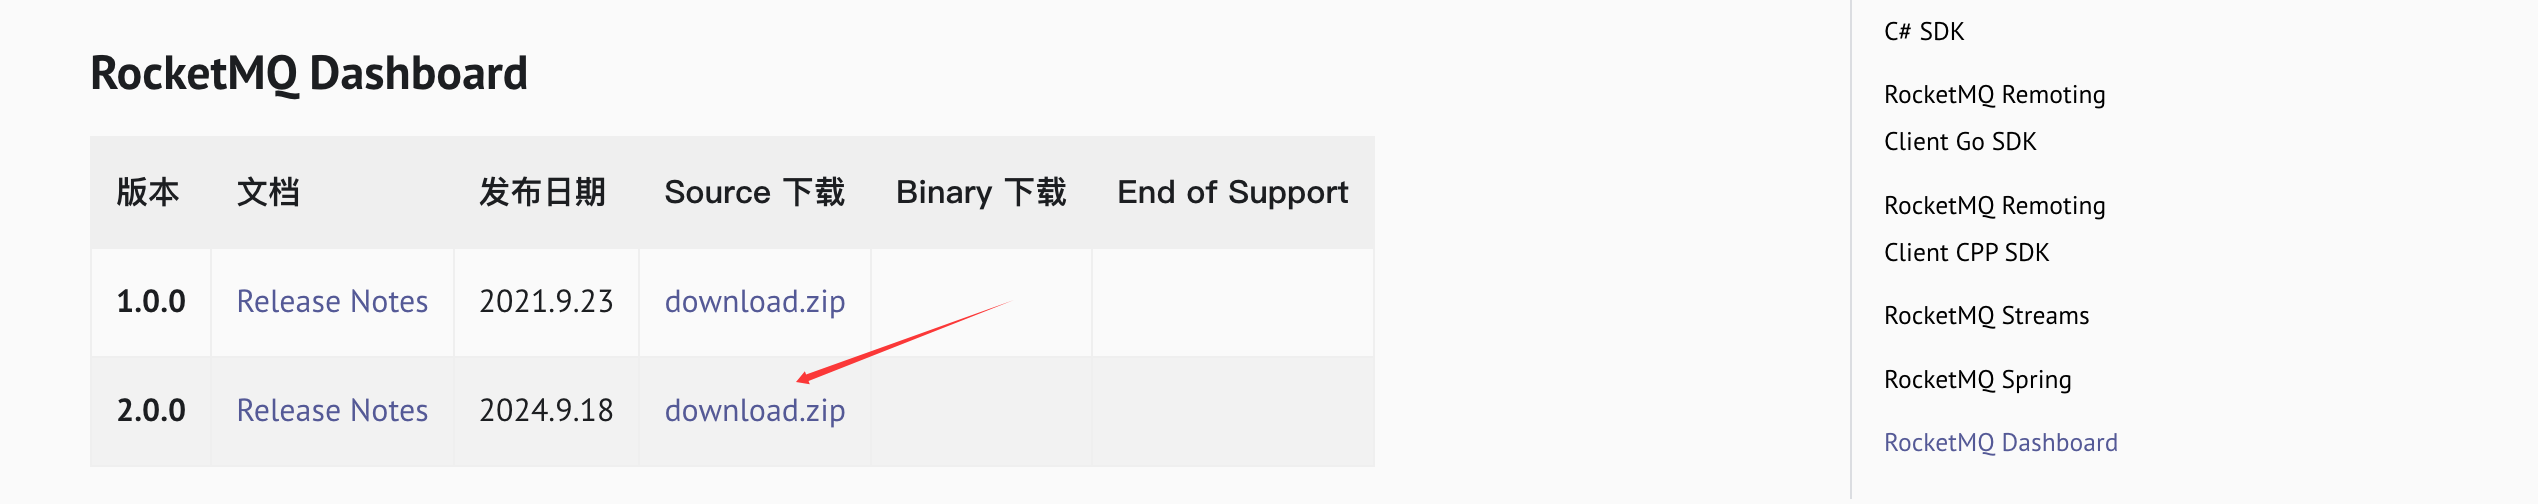 RocketMQ Dashboard
版本 文档 发布日期 Source 下载 Binary 下载 End of Support
1.0.0 Release Notes 2021.9.23 download.zip
2.0.0 Release Notes 2024.9.18 download.zip
C# SDK
RocketMQ Remoting
Client Go SDK
RocketMQ Remoting
Client CPP SDK
RocketMQ Streams
RocketMQ Spring
RocketMQ Dashboard